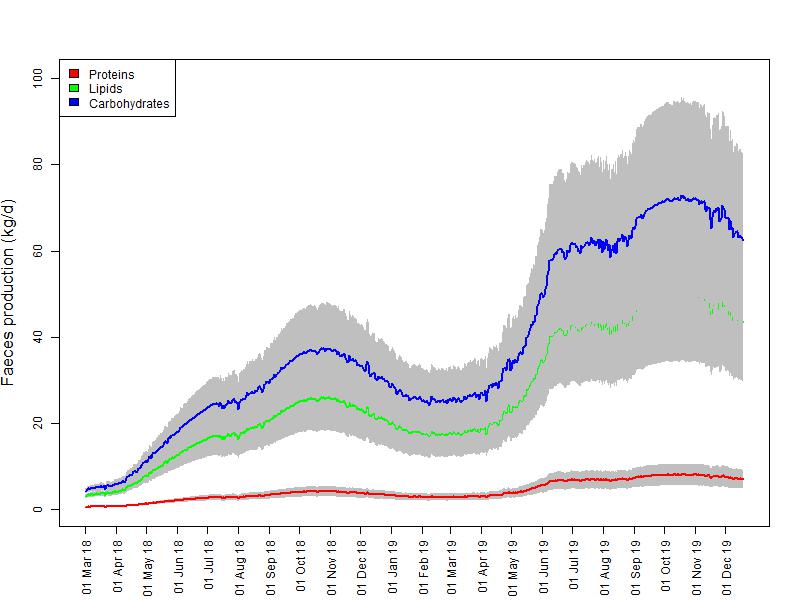 Proteins
Lipids
Carbohydrates
Faeces production (kg/d)
100
80
60
40
20
0
01 Mar 18
01 Apr 18
01 May 18
01 Jun 18
01 Jul 18
01 Aug 18
01 Sep 18
01 Oct 18
01 Nov 18
01 Dec 18
01 Jan 19
01 Feb 19
01 Mar 19
01 Apr 19
01 May 19
01 Jun 19
01 Jul 19
01 Aug 19
01 Sep 19
01 Oct 19
01 Nov 19
01 Dec 19